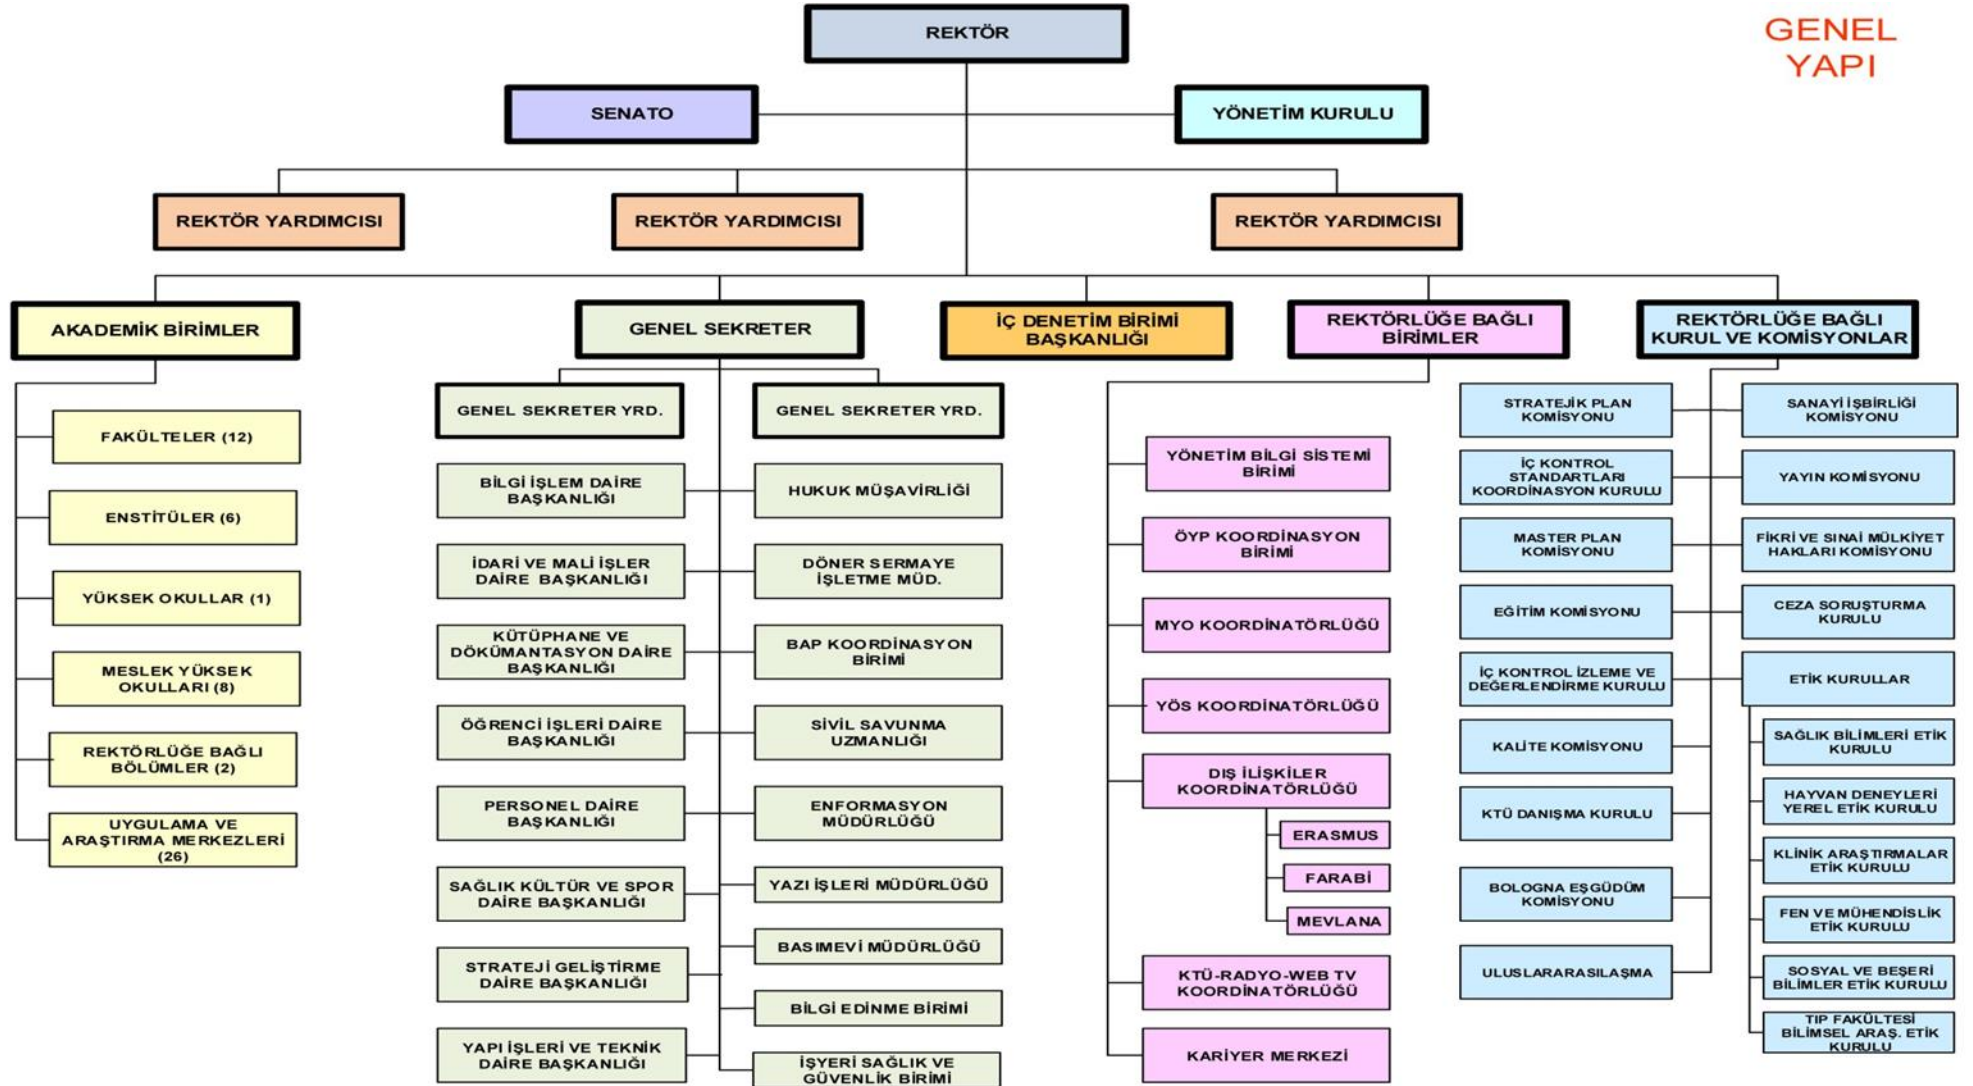 GENEL
YAPI
REKTÖR
SENATO
YÖNETİM KURULU
REKTÖR YARDIMCISI
REKTÖR YARDIMCISI
REKTÖR YARDIMCISI
AKADEMİK BİRİMLER
FAKÜLTELER (12)
ENSTİTÜLER (6)
YÜKSEK OKULLAR (1)
MESLEK YÜKSEK
OKULLARI (8)
REKTÖRLÜĞE BAĞLI
BÖLÜMLER (2)
UYGULAMA VE
ARAŞTIRMA MERKEZLERİ
(26)
GENEL SEKRETER
GENEL SEKRETER YRD.
GENEL SEKRETER YRD.
BİLGİ İŞLEM DAİRE
BAŞKANLIĞI
İDARİ VE MALİ İŞLER
DAİRE BAŞKANLIĞI
KÜTÜPHANE VE
DÖKÜMANTASYON DAİRE
BAŞKANLIĞI
ÖĞRENCİ İŞLERİ DAİRE
BAŞKANLIĞI
PERSONEL DAİRE
BAŞKANLIĞI
SAĞLIK KÜLTÜR VE SPOR
DAİRE BAŞKANLIĞI
STRATEJİ GELİŞTİRME
DAİRE BAŞKANLIĞI
YAPI İŞLERİ VE TEKNİK
DAİRE BAŞKANLIĞI
HUKUK MÜŞAVİRLİĞİ
DÖNER SERMAYE
İŞLETME MÜD.
BAP KOORDİNASYON
BİRİMİ
SİVİL SAVUNMA
UZMANLIĞI
ENFORMASYON
MÜDÜRLÜĞÜ
YAZI İŞLERİ MÜDÜRLÜĞÜ
BASIMEVİ MÜDÜRLÜĞÜ
BİLGİ EDİNME BİRİMİ
İŞYERİ SAĞLIK VE
GÜVENLİK BİRİMİ
İÇ DENETİM BİRİMİ
BAŞKANLIĞI
REKTÖRLÜĞE BAĞLI
BİRİMLER
YÖNETİM BİLGİ SİSTEMİ
BİRİMİ
ÖYP KOORDİNASYON
BİRİMİ
MYO KOORDİNATÖRLÜĞÜ
YÖS KOORDİNATÖRLÜĞÜ
DIŞ İLİŞKİLER
KOORDİNATÖRLÜĞÜ
ERASMUS
FARABİ
MEVLANA
KTÜ-RADYO-WEB TV
KOORDİNATÖRLÜĞÜ
KARİYER MERKEZİ
REKTÖRLÜĞE BAĞLI
KURUL VE KOMİSYONLAR
STRATEJİK PLAN
KOMİSYONU
İÇ KONTROL
STANDARTLARI
KOORDİNASYON KURULU
MASTER PLAN
KOMİSYONU
EĞİTİM KOMİSYONU
İÇ KONTROL İZLEME VE
DEĞERLENDİRME KURULU
KALİTE KOMİSYONU
KTÜ DANIŞMA KURULU
BOLOGNA EŞGÜDÜM
KOMİSYONU
ULUSLARARASILAŞMA
SANAYİ İŞBİRLİĞİ
KOMİSYONU
YAYIN KOMİSYONU
FİKRİ VE SINAİ MÜLKİYET
HAKLARI KOMİSYONU
CEZA SORUŞTURMA
KURULU
ETİK KURULLAR
SAĞLIK BİLİMLERİ ETİK
KURULU
HAYVAN DENEYLERİ
YEREL ETİK KURULU
KLİNİK ARAŞTIRMALAR
ETİK KURULU
FEN VE MÜHENDİSLİK
ETİK KURULU
SOSYAL VE BEŞERİ
BİLİMLER ETİK KURULU
TIP FAKÜLTESİ
BİLİMSEL ARAŞ. ETİK
KURULU